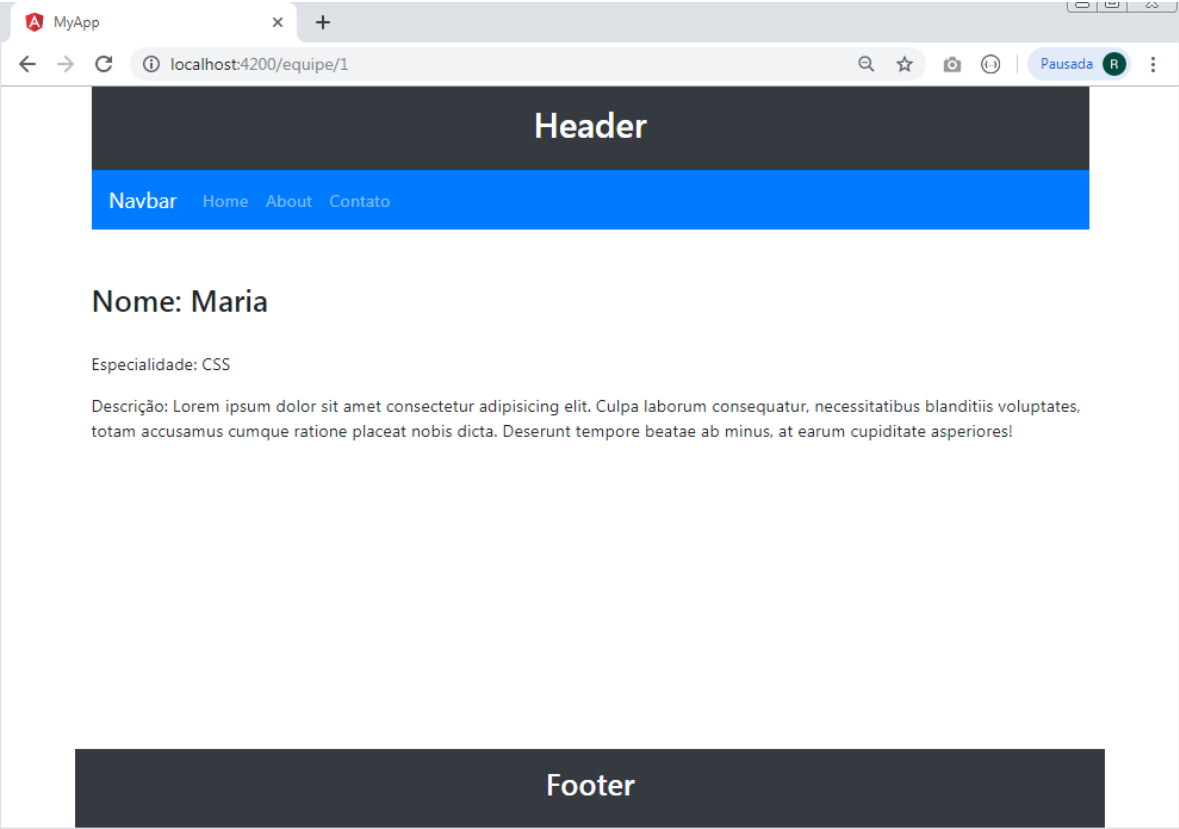 MyApp
localhost:4200/equipe/1
Pausada R
Header
Navbar Home About Contato
Nome: Maria
Especialidade: CSS
Descrição: Lorem ipsum dolor sit amet consectetur adipisicing elit. Culpa laborum consequatur, necessitatibus blanditiis voluptates,
totam accusamus cumque ratione placeat nobis dicta. Deserunt tempore beatae ab minus, at earum cupiditate asperiores!
Footer